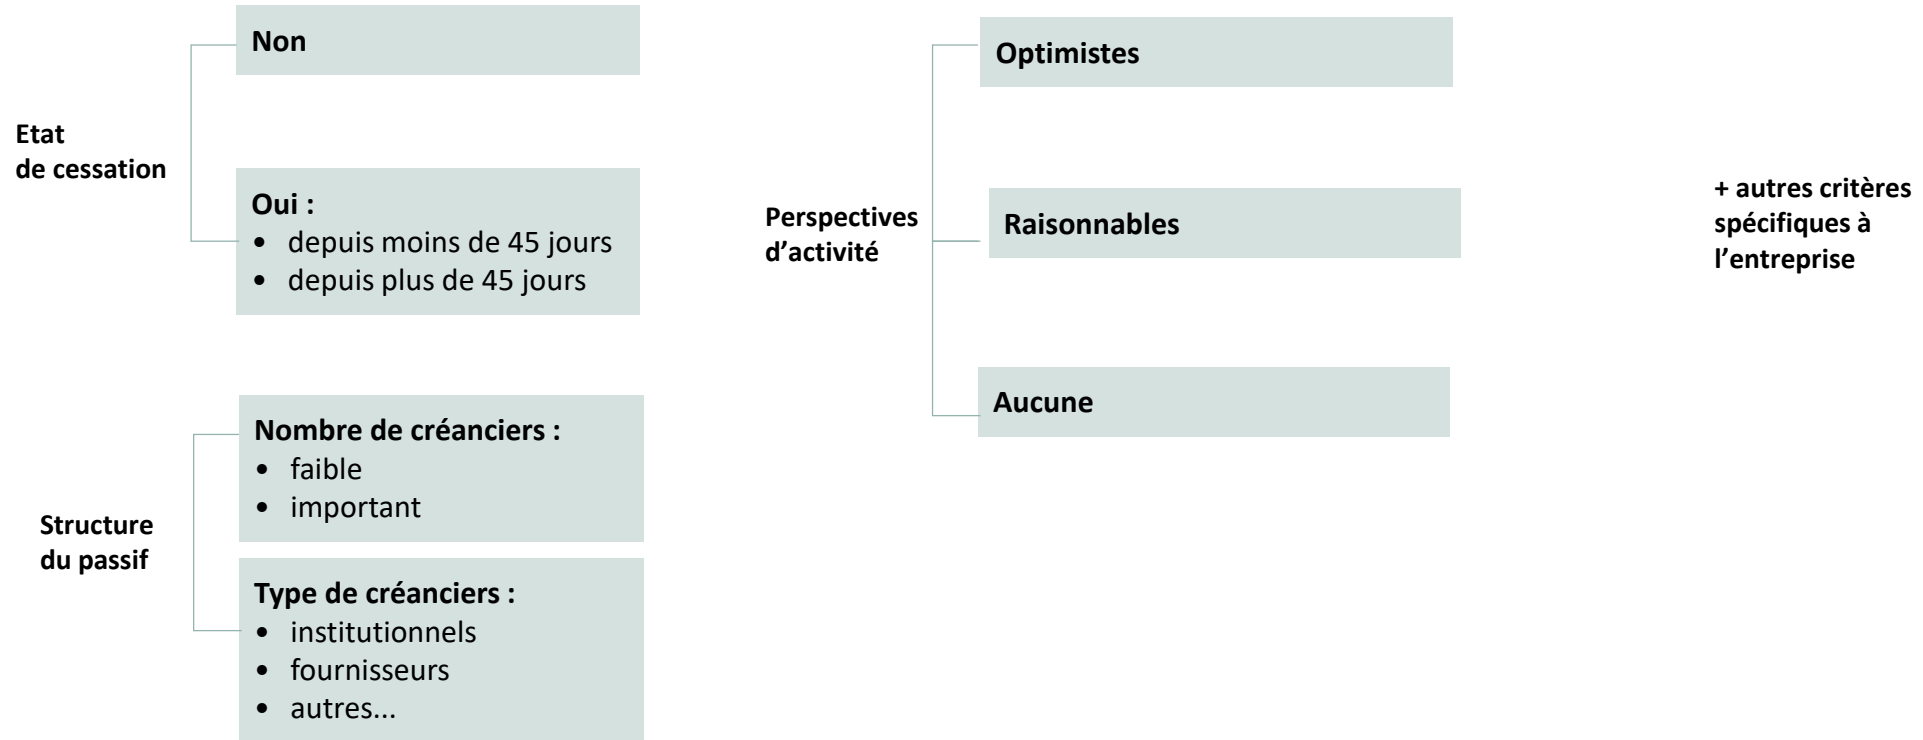 Etat
de cessation
Non
Oui :
• depuis moins de 45 jours
• depuis plus de 45 jours
Structure
du passif
Nombre de créanciers :
• faible
• important
Type de créanciers :
• institutionnels
• fournisseurs
• autres...
Perspectives
d’activité
Optimistes
Raisonnables
Aucune
+ autres critères
spécifiques à
l’entreprise